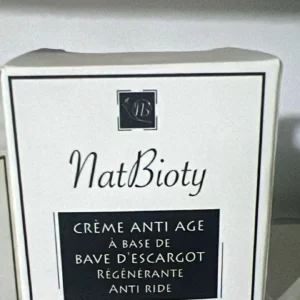 NB
NatBioty
CRÈME ANTI AGE
À BASE DE
BAVE D'ESCARGOT
RÉGÉNÉRANTE
ANTI RIDE